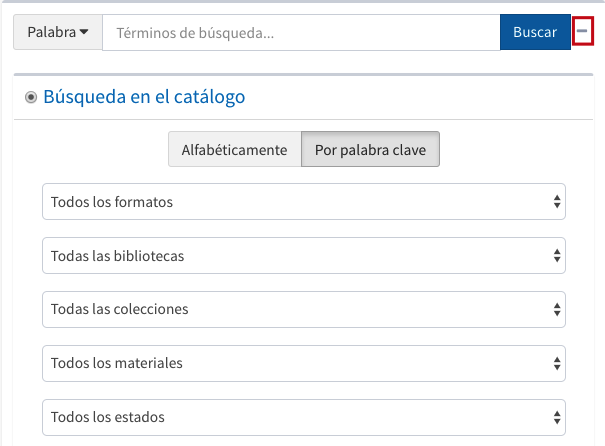 Palabra Términos de búsqueda... Buscar
Búsqueda en el catálogo
Alfabéticamente Por palabra clave
Todos los formatos
Todas las bibliotecas
Todas las colecciones
Todos los materiales
Todos los estados